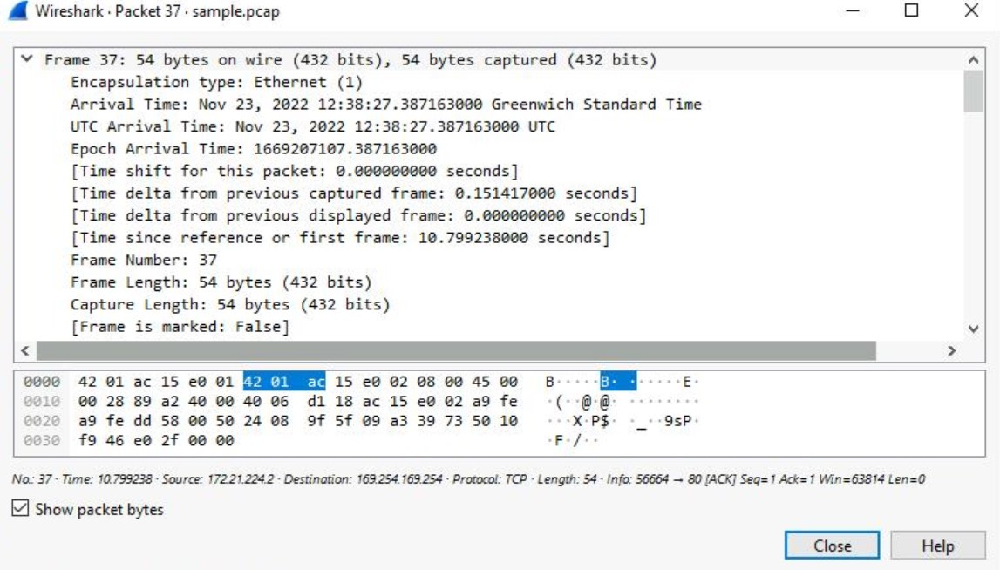 Wireshark · Packet 37 · sample.pcap
Frame 37: 54 bytes on wire (432 bits), 54 bytes captured (432 bits)
Encapsulation type: Ethernet (1)
Arrival Time: Nov 23, 2022 12:38:27.387163000 Greenwich Standard Time
UTC Arrival Time: Nov 23, 2022 12:38:27.387163000 UTC
Epoch Arrival Time: 1669207107.387163000
[Time shift for this packet: 0.000000000 seconds]
[Time delta from previous captured frame: 0.151417000 seconds]
[Time delta from previous displayed frame: 0.000000000 seconds]
[Time since reference or first frame: 10.799238000 seconds]
Frame Number: 37
Frame Length: 54 bytes (432 bits)
Capture Length: 54 bytes (432 bits)
[Frame is marked: False]
0000 42 01 ac 15 e0 01 42 01 ac 15 e0 02 08 00 45 00 B·····B· ·····E·
0010 00 28 89 a2 40 00 40 06 d1 18 ac 15 e0 02 a9 fe ·(··@·@· ········
0020 a9 fe dd 58 00 50 24 08 9f 5f 09 a3 39 73 50 10 ···X·P$· ·_··9sP·
0030 f9 46 e0 2f 00 00 ·F·/··
No.: 37 · Time: 10.799238 · Source: 172.21.224.2 · Destination: 169.254.169.254 · Protocol: TCP · Length: 54 · Info: 56664 → 80 [ACK] Seq=1 Ack=1 Win=63814 Len=0
Show packet bytes
Close Help